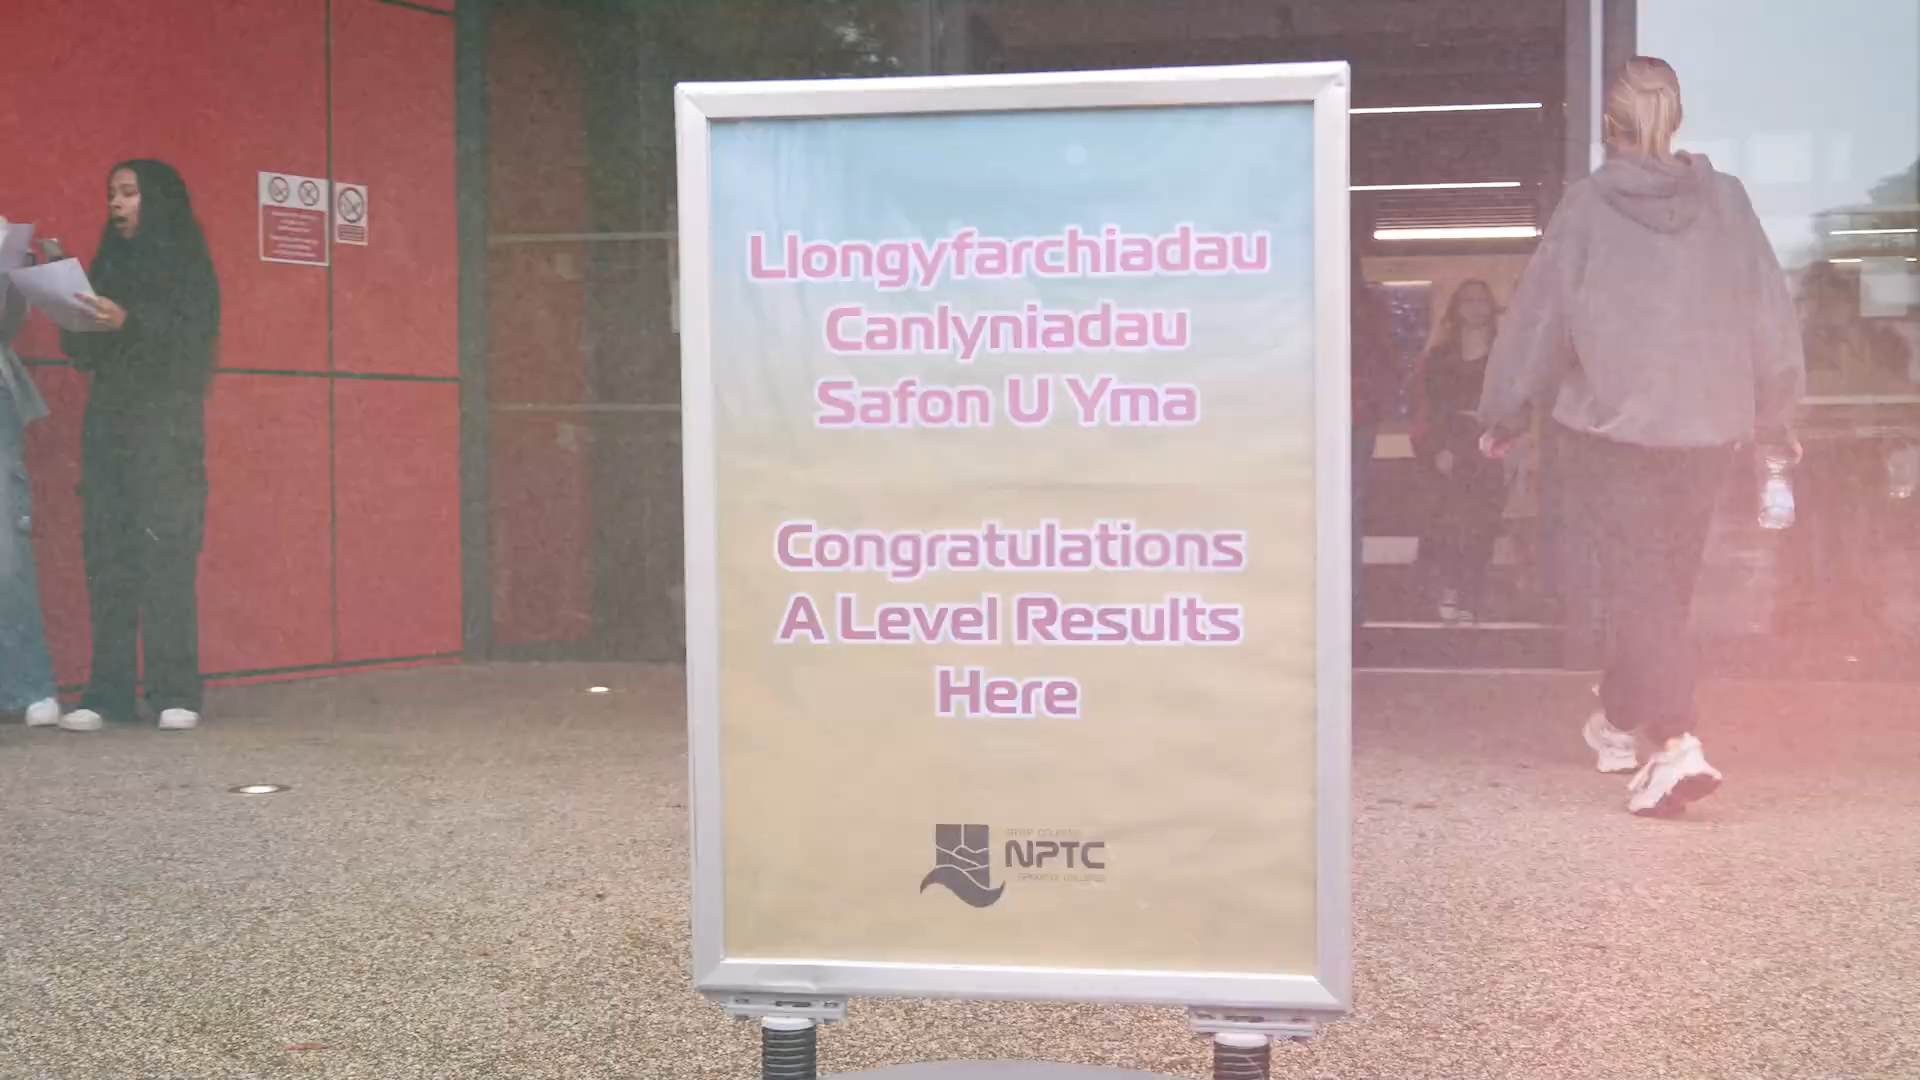 Llongyfarchiadau
Canlyniadau
Safon U Yma
Congratulations
A Level Results
Here
NPTC